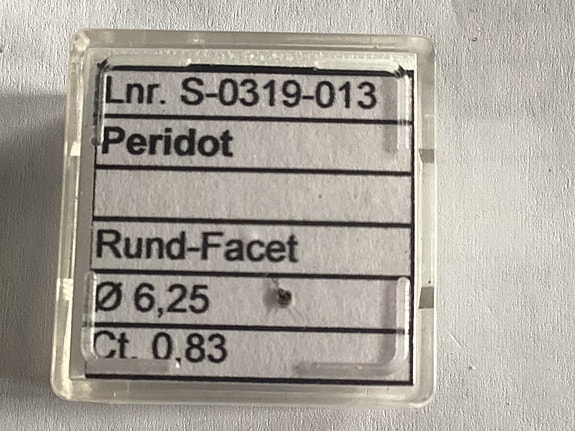 Lnr. S-0319-013
Peridot
Rund-Facet
Ø 6,25
Ct. 0,83